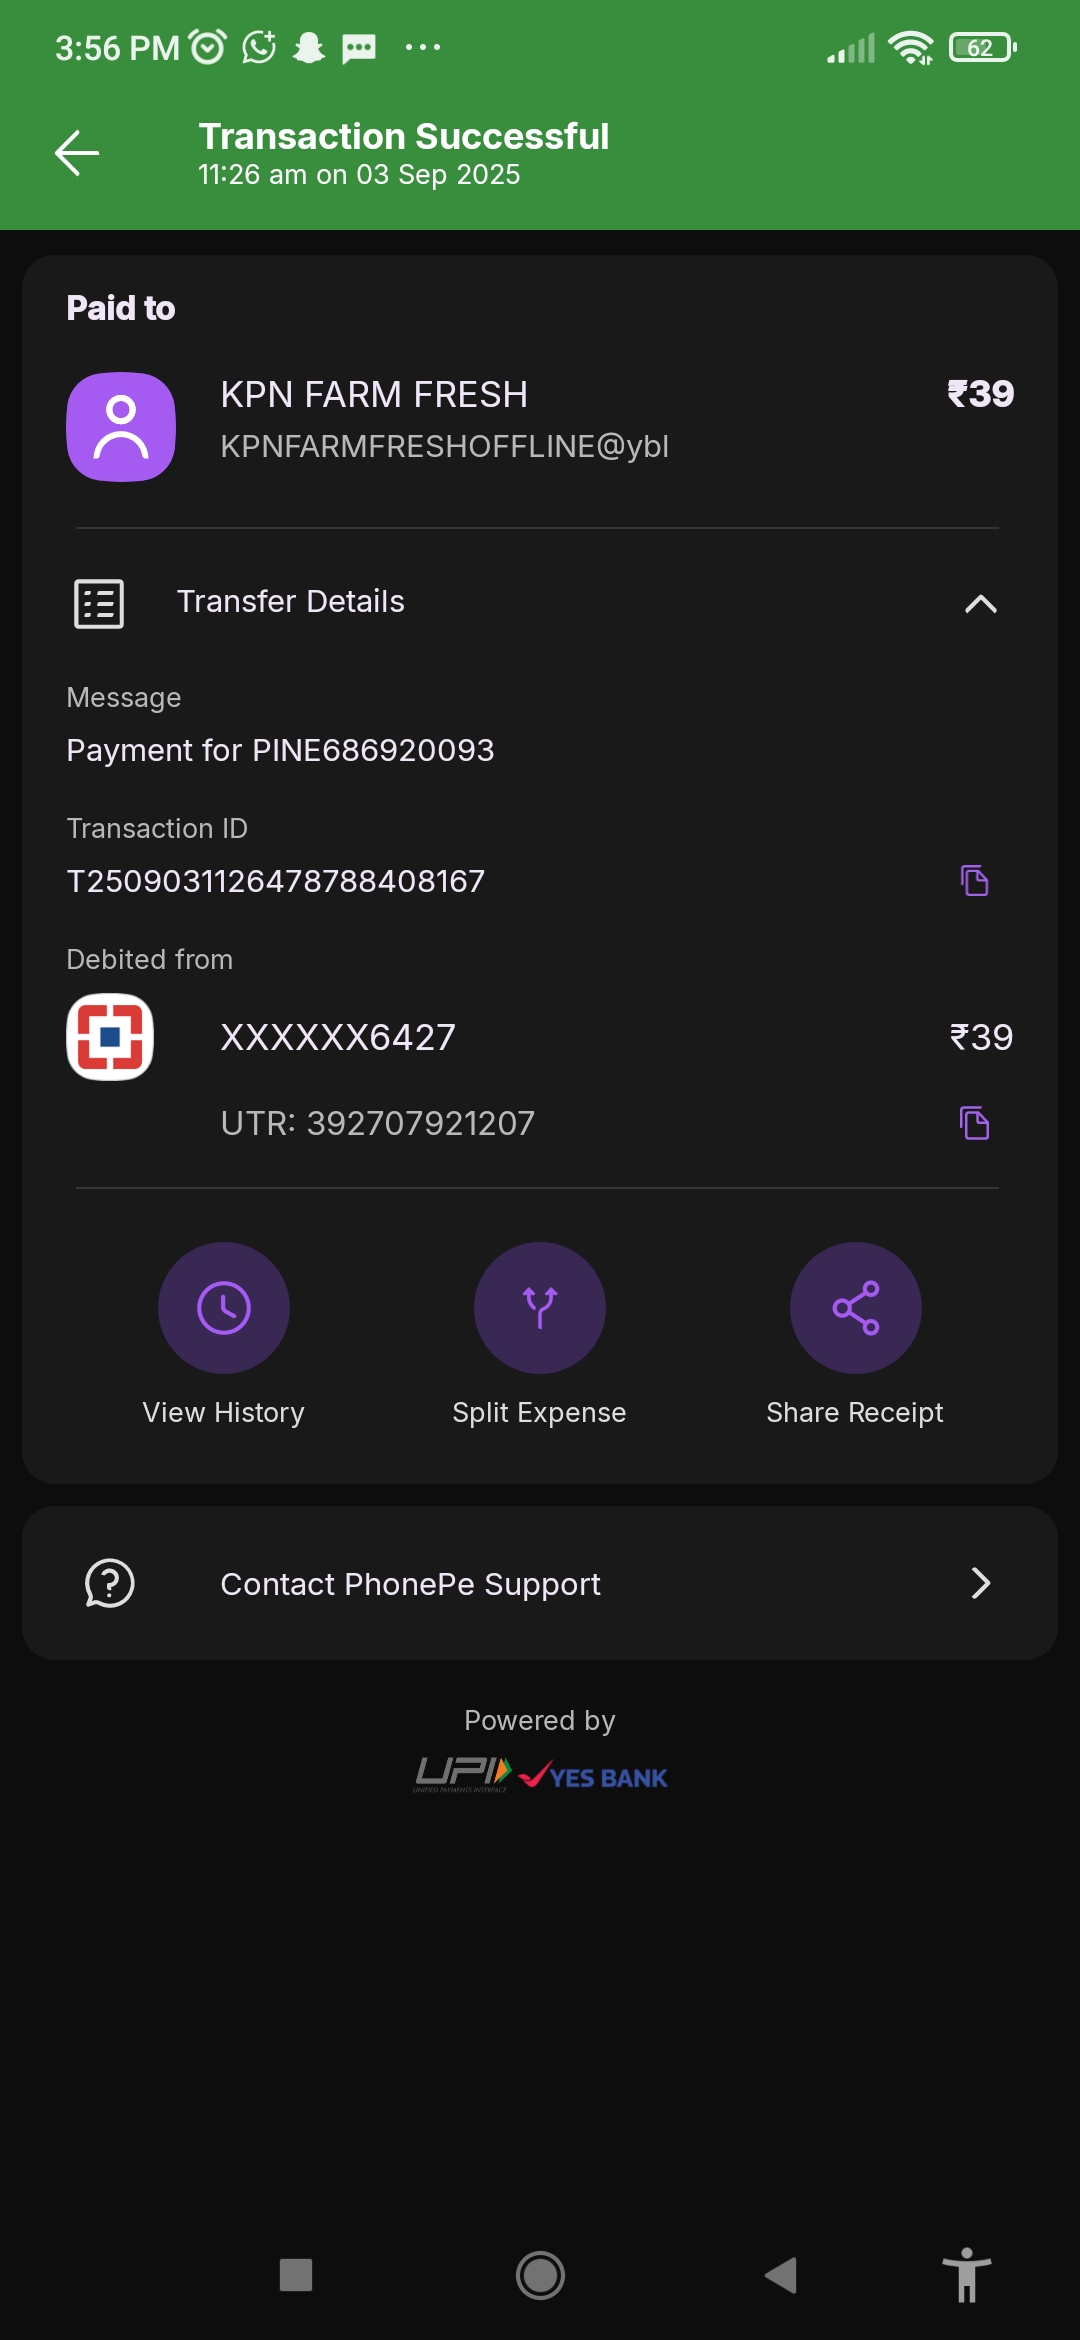 3:56 PM
62
Transaction Successful
11:26 am on 03 Sep 2025
Paid to
KPN FARM FRESH
₹39
KPNFARMFRESHOFFLINE@ybl
Transfer Details
Message
Payment for PINE686920093
Transaction ID
T2509031126478788408167
Debited from
XXXXXX6427
₹39
UTR: 392707921207
View History
Split Expense
Share Receipt
Contact PhonePe Support
Powered by
UPI YES BANK
UNIFIED PAYMENTS INTERFACE